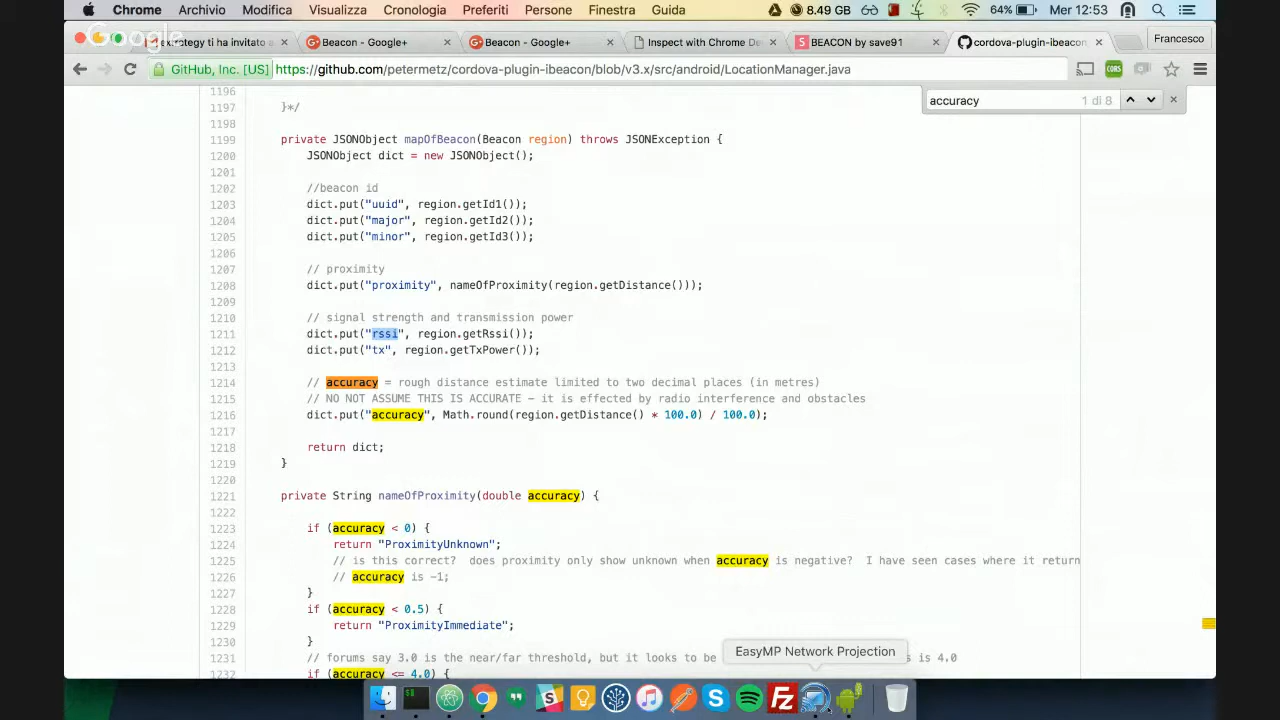 Chrome Archivio Modifica Visualizza Cronologia Preferiti Persone Finestra Guida 8.49 GB 64% Mer 12:53
Google
exstrategy ti ha invitato a
Beacon - Google+
Beacon - Google+
Inspect with Chrome De
BEACON by save91
cordova-plugin-ibeacon
Francesco
GitHub, Inc. [US] https://github.com/petermetz/cordova-plugin-ibeacon/blob/v3.x/src/android/LocationManager.java
CORS
accuracy 1 di 8
1196
1197 }*/
1198
1199 private JSONObject mapOfBeacon(Beacon region) throws JSONException {
1200 JSONObject dict = new JSONObject();
1201
1202 //beacon id
1203 dict.put("uuid", region.getId1());
1204 dict.put("major", region.getId2());
1205 dict.put("minor", region.getId3());
1206
1207 // proximity
1208 dict.put("proximity", nameOfProximity(region.getDistance()));
1209
1210 // signal strength and transmission power
1211 dict.put("rssi", region.getRssi());
1212 dict.put("tx", region.getTxPower());
1213
1214 // accuracy = rough distance estimate limited to two decimal places (in metres)
1215 // NO NOT ASSUME THIS IS ACCURATE - it is effected by radio interference and obstacles
1216 dict.put("accuracy", Math.round(region.getDistance() * 100.0) / 100.0);
1217
1218 return dict;
1219 }
1220
1221 private String nameOfProximity(double accuracy) {
1222
1223 if (accuracy < 0) {
1224 return "ProximityUnknown";
1225 // is this correct? does proximity only show unknown when accuracy is negative? I have seen cases where it return
1226 // accuracy is -1;
1227 }
1228 if (accuracy < 0.5) {
1229 return "ProximityImmediate";
1230 }
1231 // forums say 3.0 is the near/far threshold, but it looks to be s is 4.0
1232 if (accuracy <= 4.0) {
EasyMP Network Projection